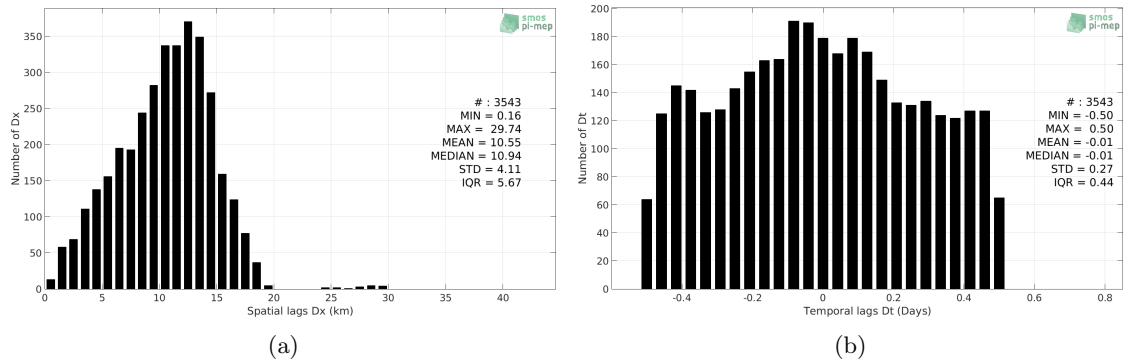 350
300
250
200
150
100
50
0
Number of Dx
0 5 10 15 20 25 30 35 40
Spatial lags Dx (km)
smos
pi-mep
# : 3543
MIN = 0.16
MAX = 29.74
MEAN = 10.55
MEDIAN = 10.94
STD = 4.11
IQR = 5.67
(a)
200
180
160
140
120
100
80
60
40
20
0
Number of Dt
-0.4 -0.2 0 0.2 0.4 0.6 0.8
Temporal lags Dt (Days)
smos
pi-mep
# : 3543
MIN = -0.50
MAX = 0.50
MEAN = -0.01
MEDIAN = -0.01
STD = 0.27
IQR = 0.44
(b)